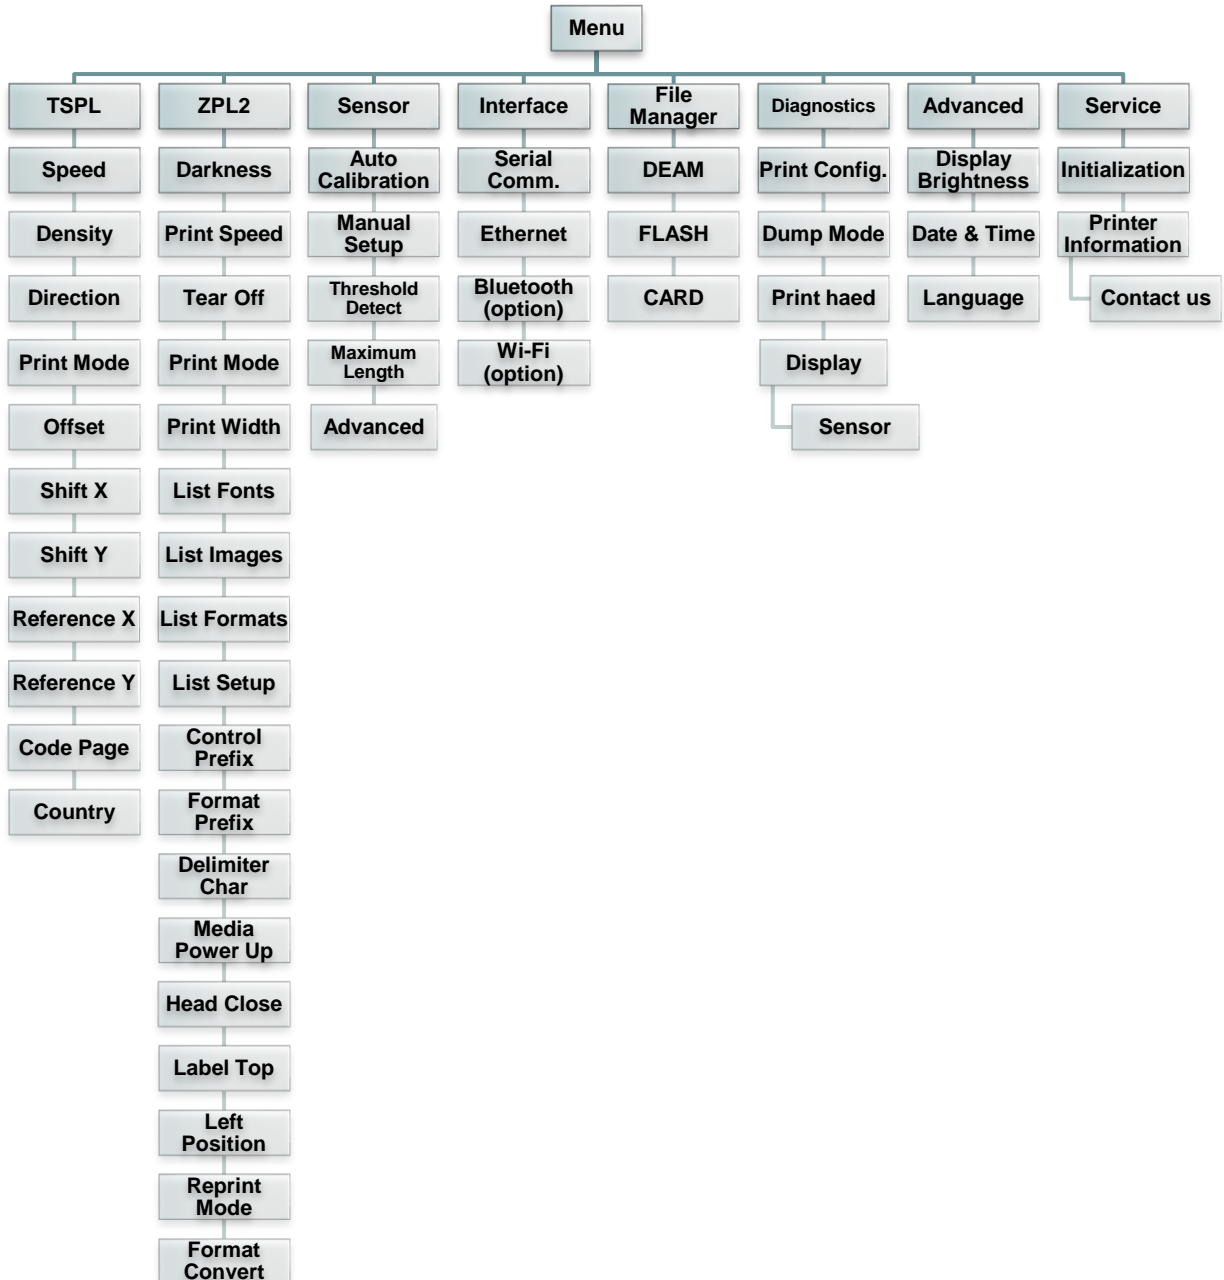 Menu
TSPL
Speed
Density
Direction
Print Mode
Offset
Shift X
Shift Y
Reference X
Reference Y
Code Page
Country
ZPL2
Darkness
Print Speed
Tear Off
Print Mode
Print Width
List Fonts
List Images
List Formats
List Setup
Control
Prefix
Format
Prefix
Delimiter
Char
Media
Power Up
Head Close
Label Top
Left
Position
Reprint
Mode
Format
Convert
Sensor
Auto
Calibration
Manual
Setup
Threshold
Detect
Maximum
Length
Advanced
Interface
Serial
Comm.
Ethernet
Bluetooth
(option)
Wi-Fi
(option)
File
Manager
DEAM
FLASH
CARD
Diagnostics
Print Config.
Dump Mode
Print haed
Display
Sensor
Advanced
Display
Brightness
Date & Time
Language
Service
Initialization
Printer
Information
Contact us